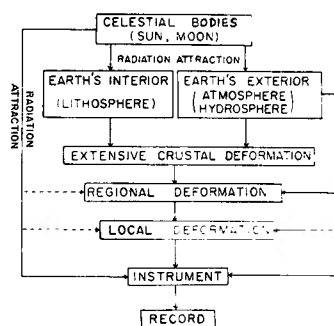 CELESTIAL BODIES
(SUN, MOON)
RADIATION ATTRACTION
RADIATION
ATTRACTION
EARTH'S INTERIOR
(LITHOSPHERE)
EARTH'S EXTERIOR
(ATMOSPHERE
HYDROSPHERE)
EXTENSIVE CRUSTAL DEFORMATION
REGIONAL DEFORMATION
LOCAL DEFORMATION
INSTRUMENT
RECORD